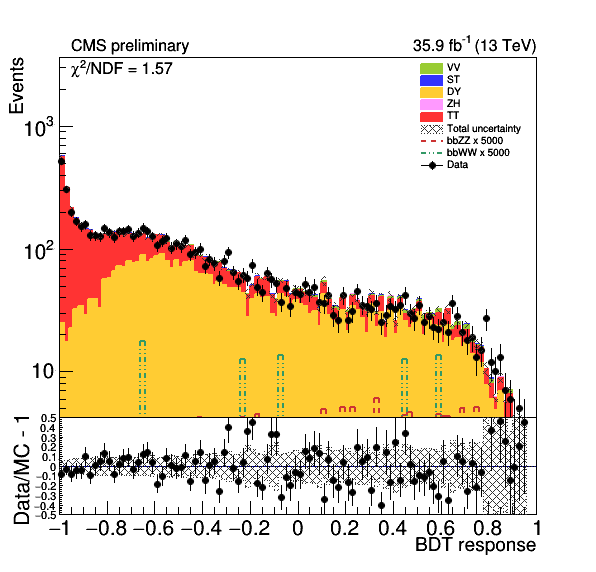 CMS preliminary 35.9 fb⁻¹ (13 TeV)
χ²/NDF = 1.57
Events
10³
10²
10
VV
ST
DY
ZH
TT
Total uncertainty
bbZZ x 5000
bbWW x 5000
Data
Data/MC - 1
0.5
0.4
0.3
0.2
0.1
0
−0.1
−0.2
−0.3
−0.4
−0.5
−1 −0.8 −0.6 −0.4 −0.2 0 0.2 0.4 0.6 0.8 1
BDT response